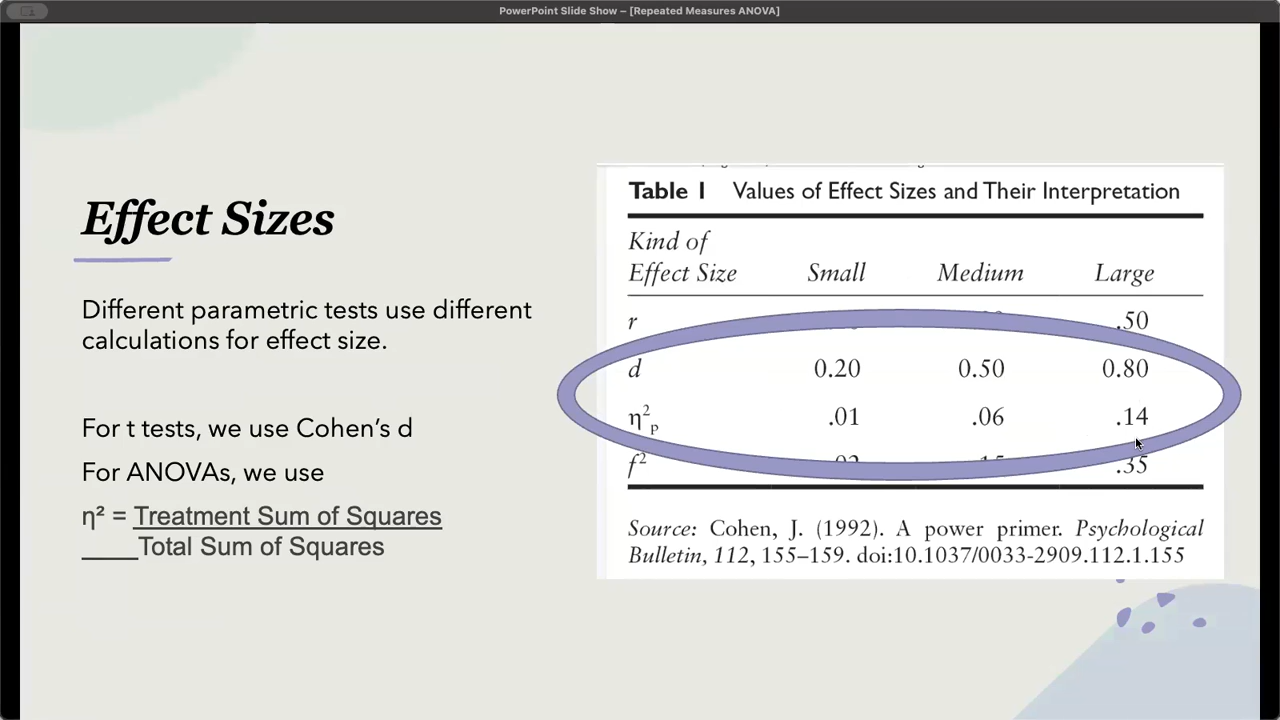 PowerPoint Slide Show – [Repeated Measures ANOVA]
Effect Sizes
Different parametric tests use different
calculations for effect size.
For t tests, we use Cohen's d
For ANOVAs, we use
η² = Treatment Sum of Squares
____Total Sum of Squares
Table 1 Values of Effect Sizes and Their Interpretation
Kind of
Effect Size Small Medium Large
r .50
d 0.20 0.50 0.80
η²p .01 .06 .14
f² .35
Source: Cohen, J. (1992). A power primer. Psychological
Bulletin, 112, 155–159. doi:10.1037/0033-2909.112.1.155